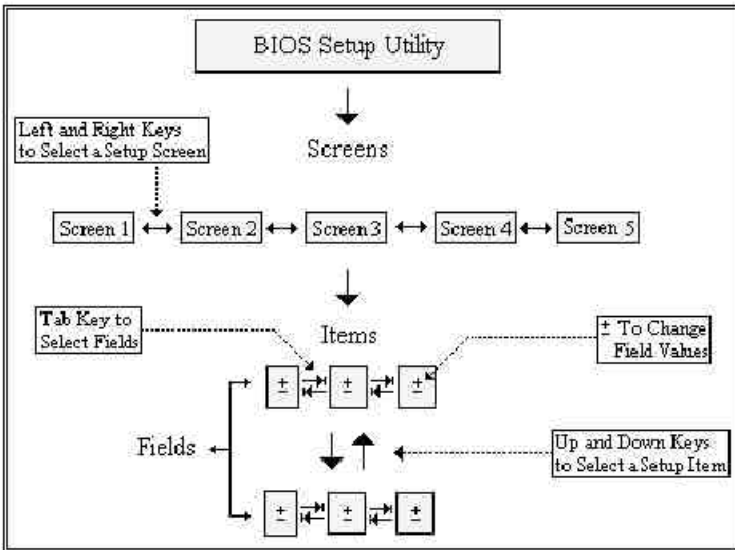 BIOS Setup Utility
Left and Right Keys
to Select a Setup Screen
Screens
Screen 1
Screen 2
Screen 3
Screen 4
Screen 5
Tab Key to
Select Fields
Items
± To Change
Field Values
± ± ±
Fields
Up and Down Keys
to Select a Setup Item
± ± ±